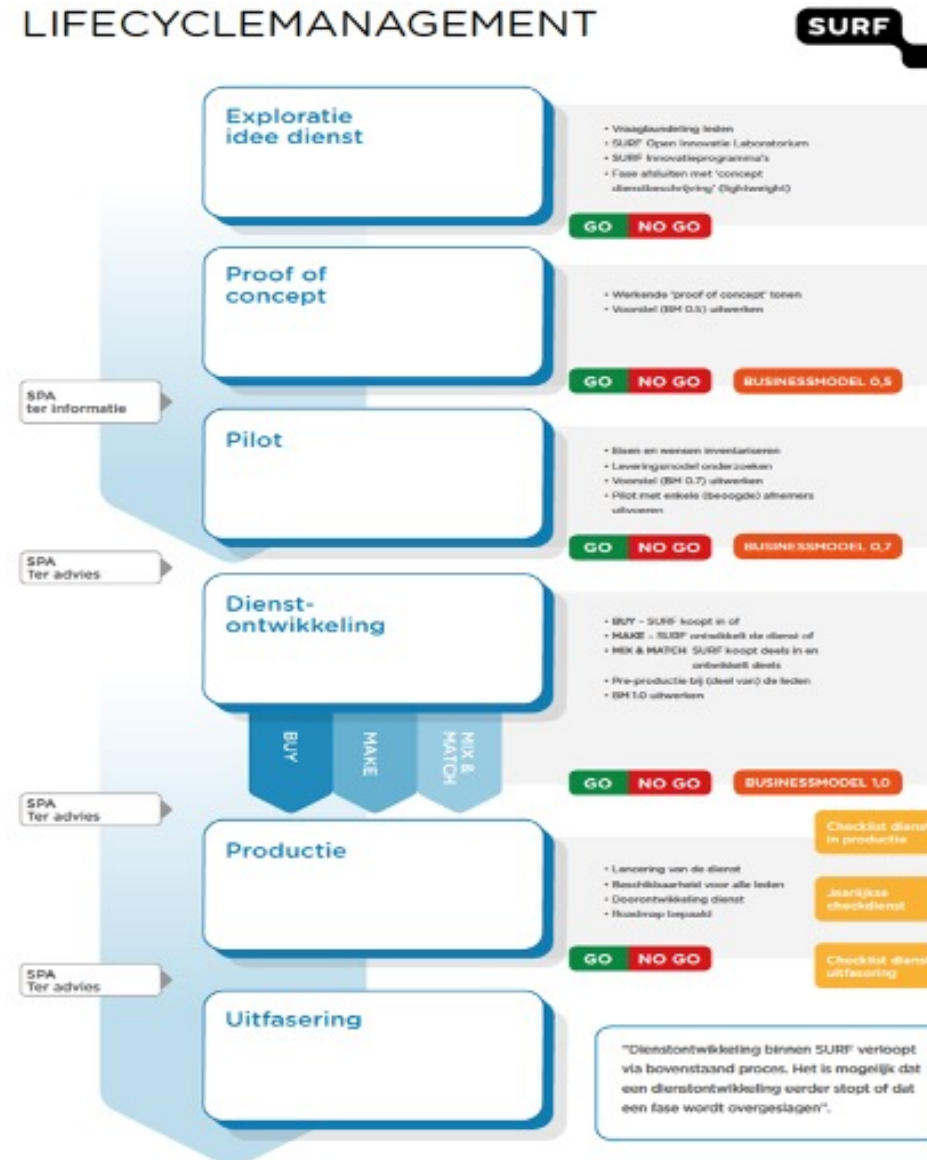 LIFECYCLEMANAGEMENT
SURF
Exploratie
idee dienst
• Vraagbundeling leden
• SURF Open Innovatie Laboratorium
• SURF Innovatieprogramma's
• Fase afsluiten met 'concept
dienstbeschrijving' (lightweight)
GO NO GO
Proof of
concept
• Werkende 'proof of concept' tonen
• Voorstel (BM 0.5) uitwerken
GO NO GO BUSINESSMODEL 0,5
SPA
ter informatie
Pilot
• Eisen en wensen inventariseren
• Leveringsmodel onderzoeken
• Voorstel (BM 0.7) uitwerken
• Pilot met enkele (beoogde) afnemers
uitvoeren
GO NO GO BUSINESSMODEL 0,7
SPA
Ter advies
Dienst-
ontwikkeling
• BUY - SURF koopt in of
• MAKE - SURF ontwikkelt de dienst of
• MIX & MATCH SURF koopt deels in en
ontwikkelt deels
• Pre-productie bij (deel van) de leden
• BM 1.0 uitwerken
BUY
MAKE
MIX &
MATCH
GO NO GO BUSINESSMODEL 1,0
SPA
Ter advies
Productie
• Lancering van de dienst
• Beschikbaarheid voor alle leden
• Doorontwikkeling dienst
• Roadmap bepaald
Checklist dienst
in productie
Jaarlijkse
checkdienst
Checklist dienst
uitfasering
GO NO GO
SPA
Ter advies
Uitfasering
"Dienstontwikkeling binnen SURF verloopt
via bovenstaand proces. Het is mogelijk dat
een dienstontwikkeling eerder stopt of dat
een fase wordt overgeslagen".